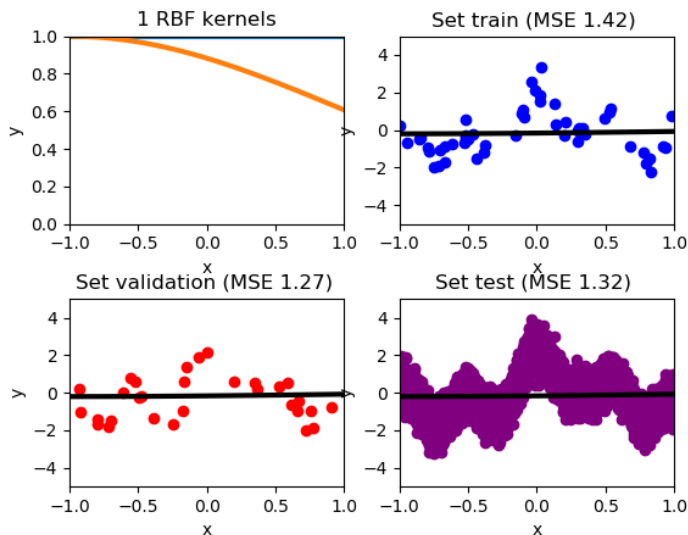 1 RBF kernels
1.0
0.8
0.6
0.4
0.2
0.0
y
−1.0 −0.5 0.0 0.5 1.0
x
Set train (MSE 1.42)
4
2
0
−2
−4
y
−1.0 −0.5 0.0 0.5 1.0
x
Set validation (MSE 1.27)
4
2
0
−2
−4
y
−1.0 −0.5 0.0 0.5 1.0
x
Set test (MSE 1.32)
4
2
0
−2
−4
y
−1.0 −0.5 0.0 0.5 1.0
x